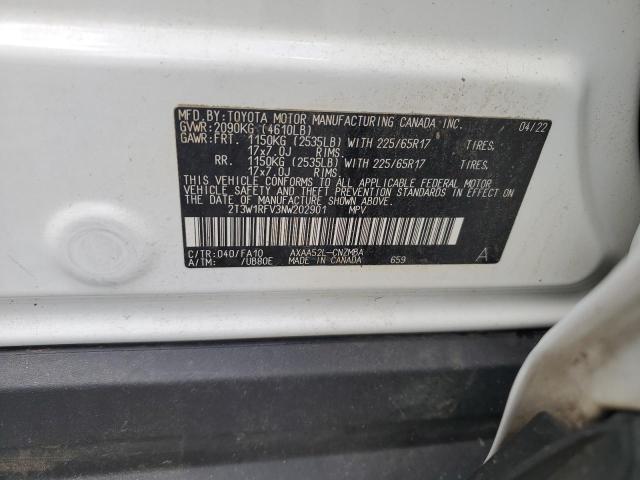 MFD.BY:TOYOTA MOTOR MANUFACTURING CANADA INC. 04/22
GVWR:2090KG (4610LB)
GAWR:FRT. 1150KG (2535LB) WITH 225/65R17 TIRES,
17x7.0J RIMS
RR. 1150KG (2535LB) WITH 225/65R17 TIRES,
17x7.0J RIMS
THIS VEHICLE CONFORMS TO ALL APPLICABLE FEDERAL MOTOR
VEHICLE SAFETY AND THEFT PREVENTION STANDARDS IN EFFECT
ON THE DATE OF MANUFACTURE SHOWN ABOVE.
2T3W1RFV3NW202901 MPV
C/TR:040/FA10 AXAA52L-CNZMBA A
A/TM: /UB80E MADE IN CANADA 659